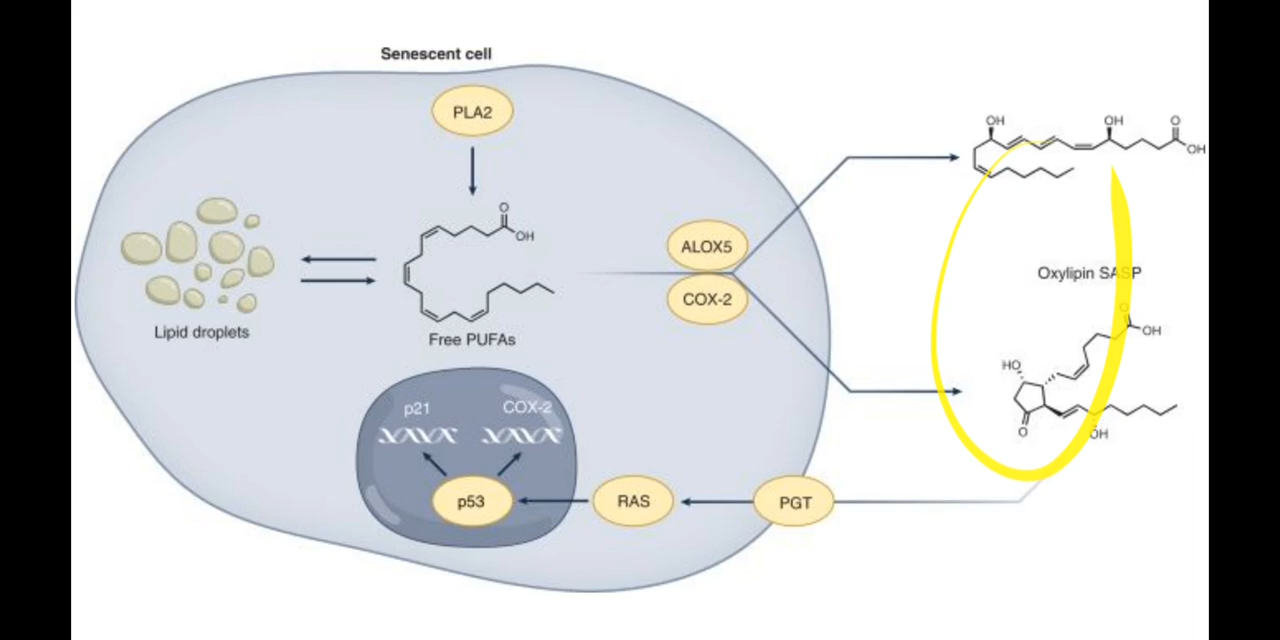 Senescent cell
PLA2
OH
OH
O
OH
O
OH
ALOX5
Oxylipin SASP
COX-2
O
OH
Lipid droplets
Free PUFAs
HO
p21
COX-2
O
OH
p53
RAS
PGT